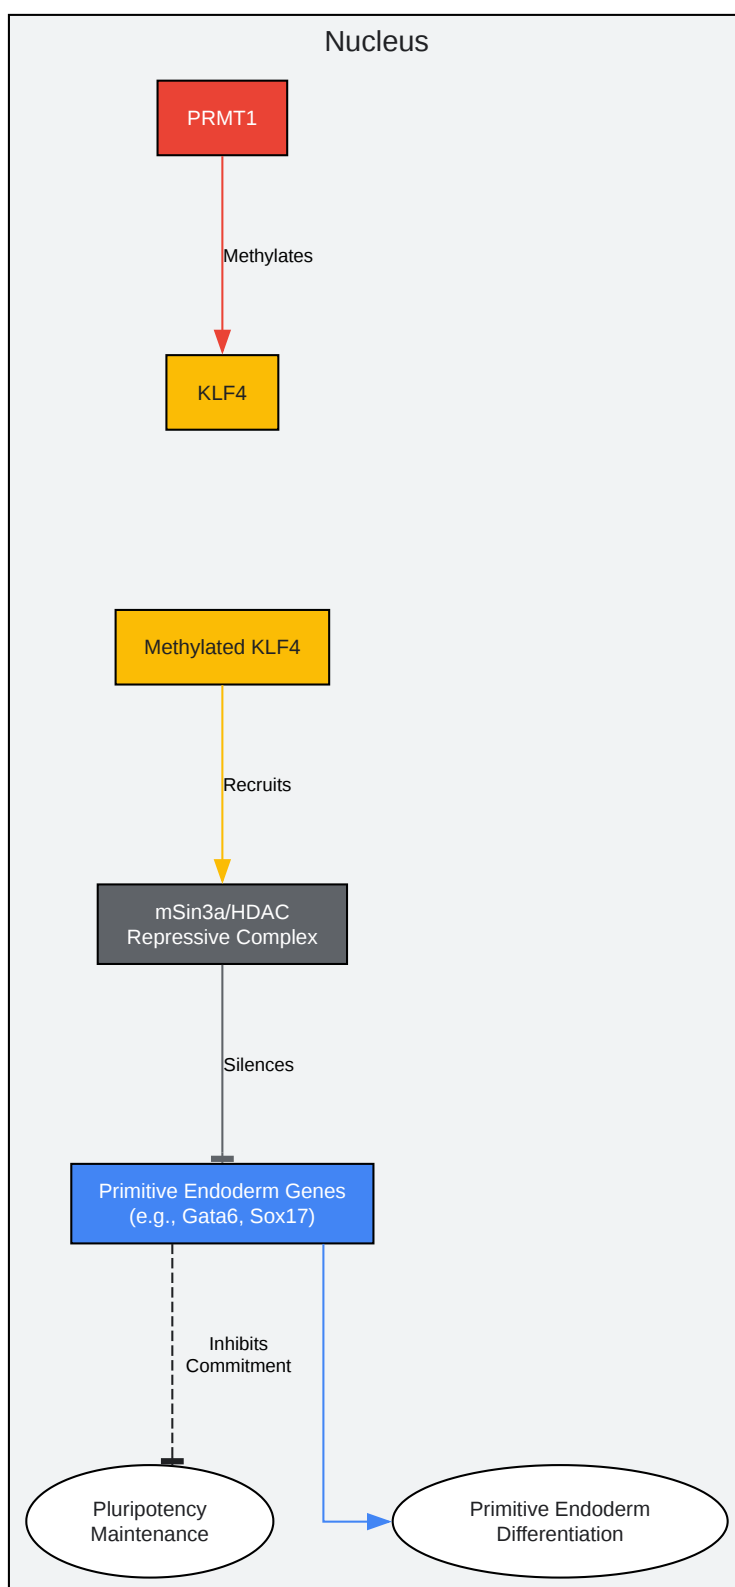 Nucleus
PRMT1
Methylates
KLF4
Methylated KLF4
Recruits
mSin3a/HDAC
Repressive Complex
Silences
Primitive Endoderm Genes
(e.g., Gata6, Sox17)
Inhibits
Commitment
Pluripotency
Maintenance
Primitive Endoderm
Differentiation